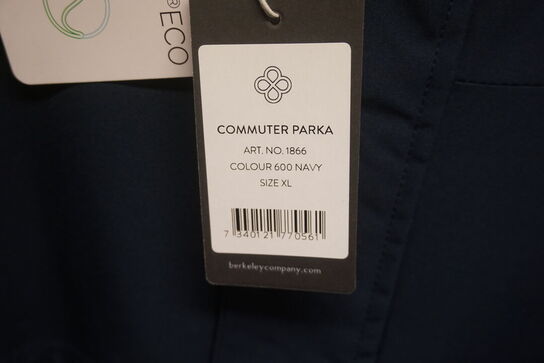 ® ECO
COMMUTER PARKA
ART. NO. 1866
COLOUR 600 NAVY
SIZE XL
7 340121 770561
berkeleycompany.com